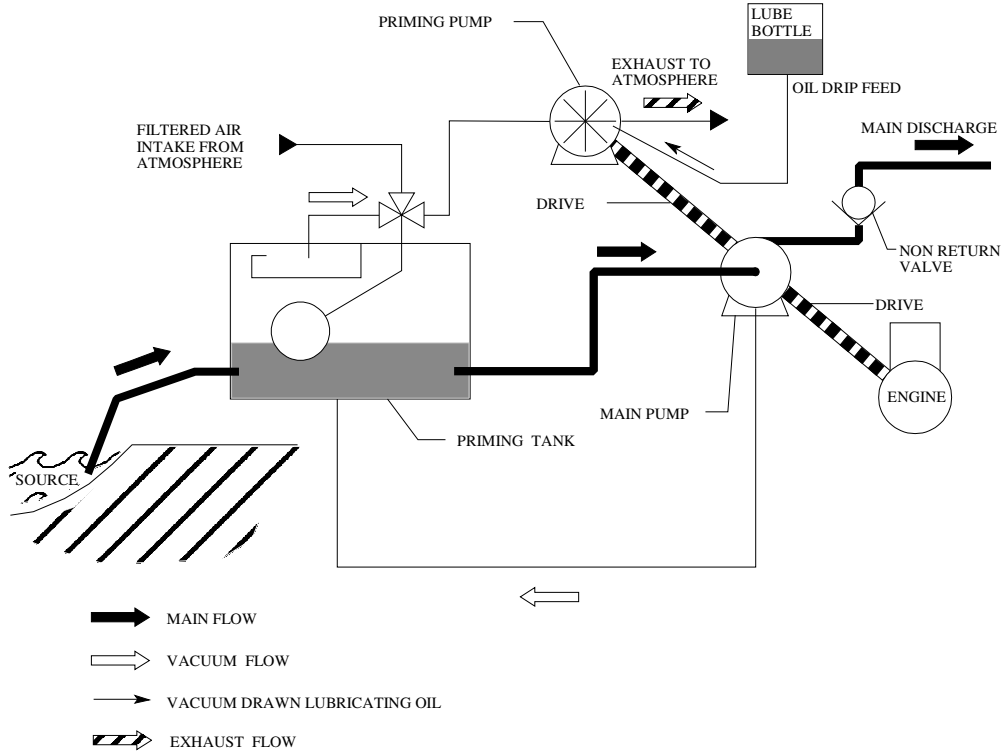 PRIMING PUMP
LUBE
BOTTLE
EXHAUST TO
ATMOSPHERE
OIL DRIP FEED
FILTERED AIR
INTAKE FROM
ATMOSPHERE
MAIN DISCHARGE
DRIVE
NON RETURN
VALVE
DRIVE
ENGINE
MAIN PUMP
PRIMING TANK
SOURCE
MAIN FLOW
VACUUM FLOW
VACUUM DRAWN LUBRICATING OIL
EXHAUST FLOW